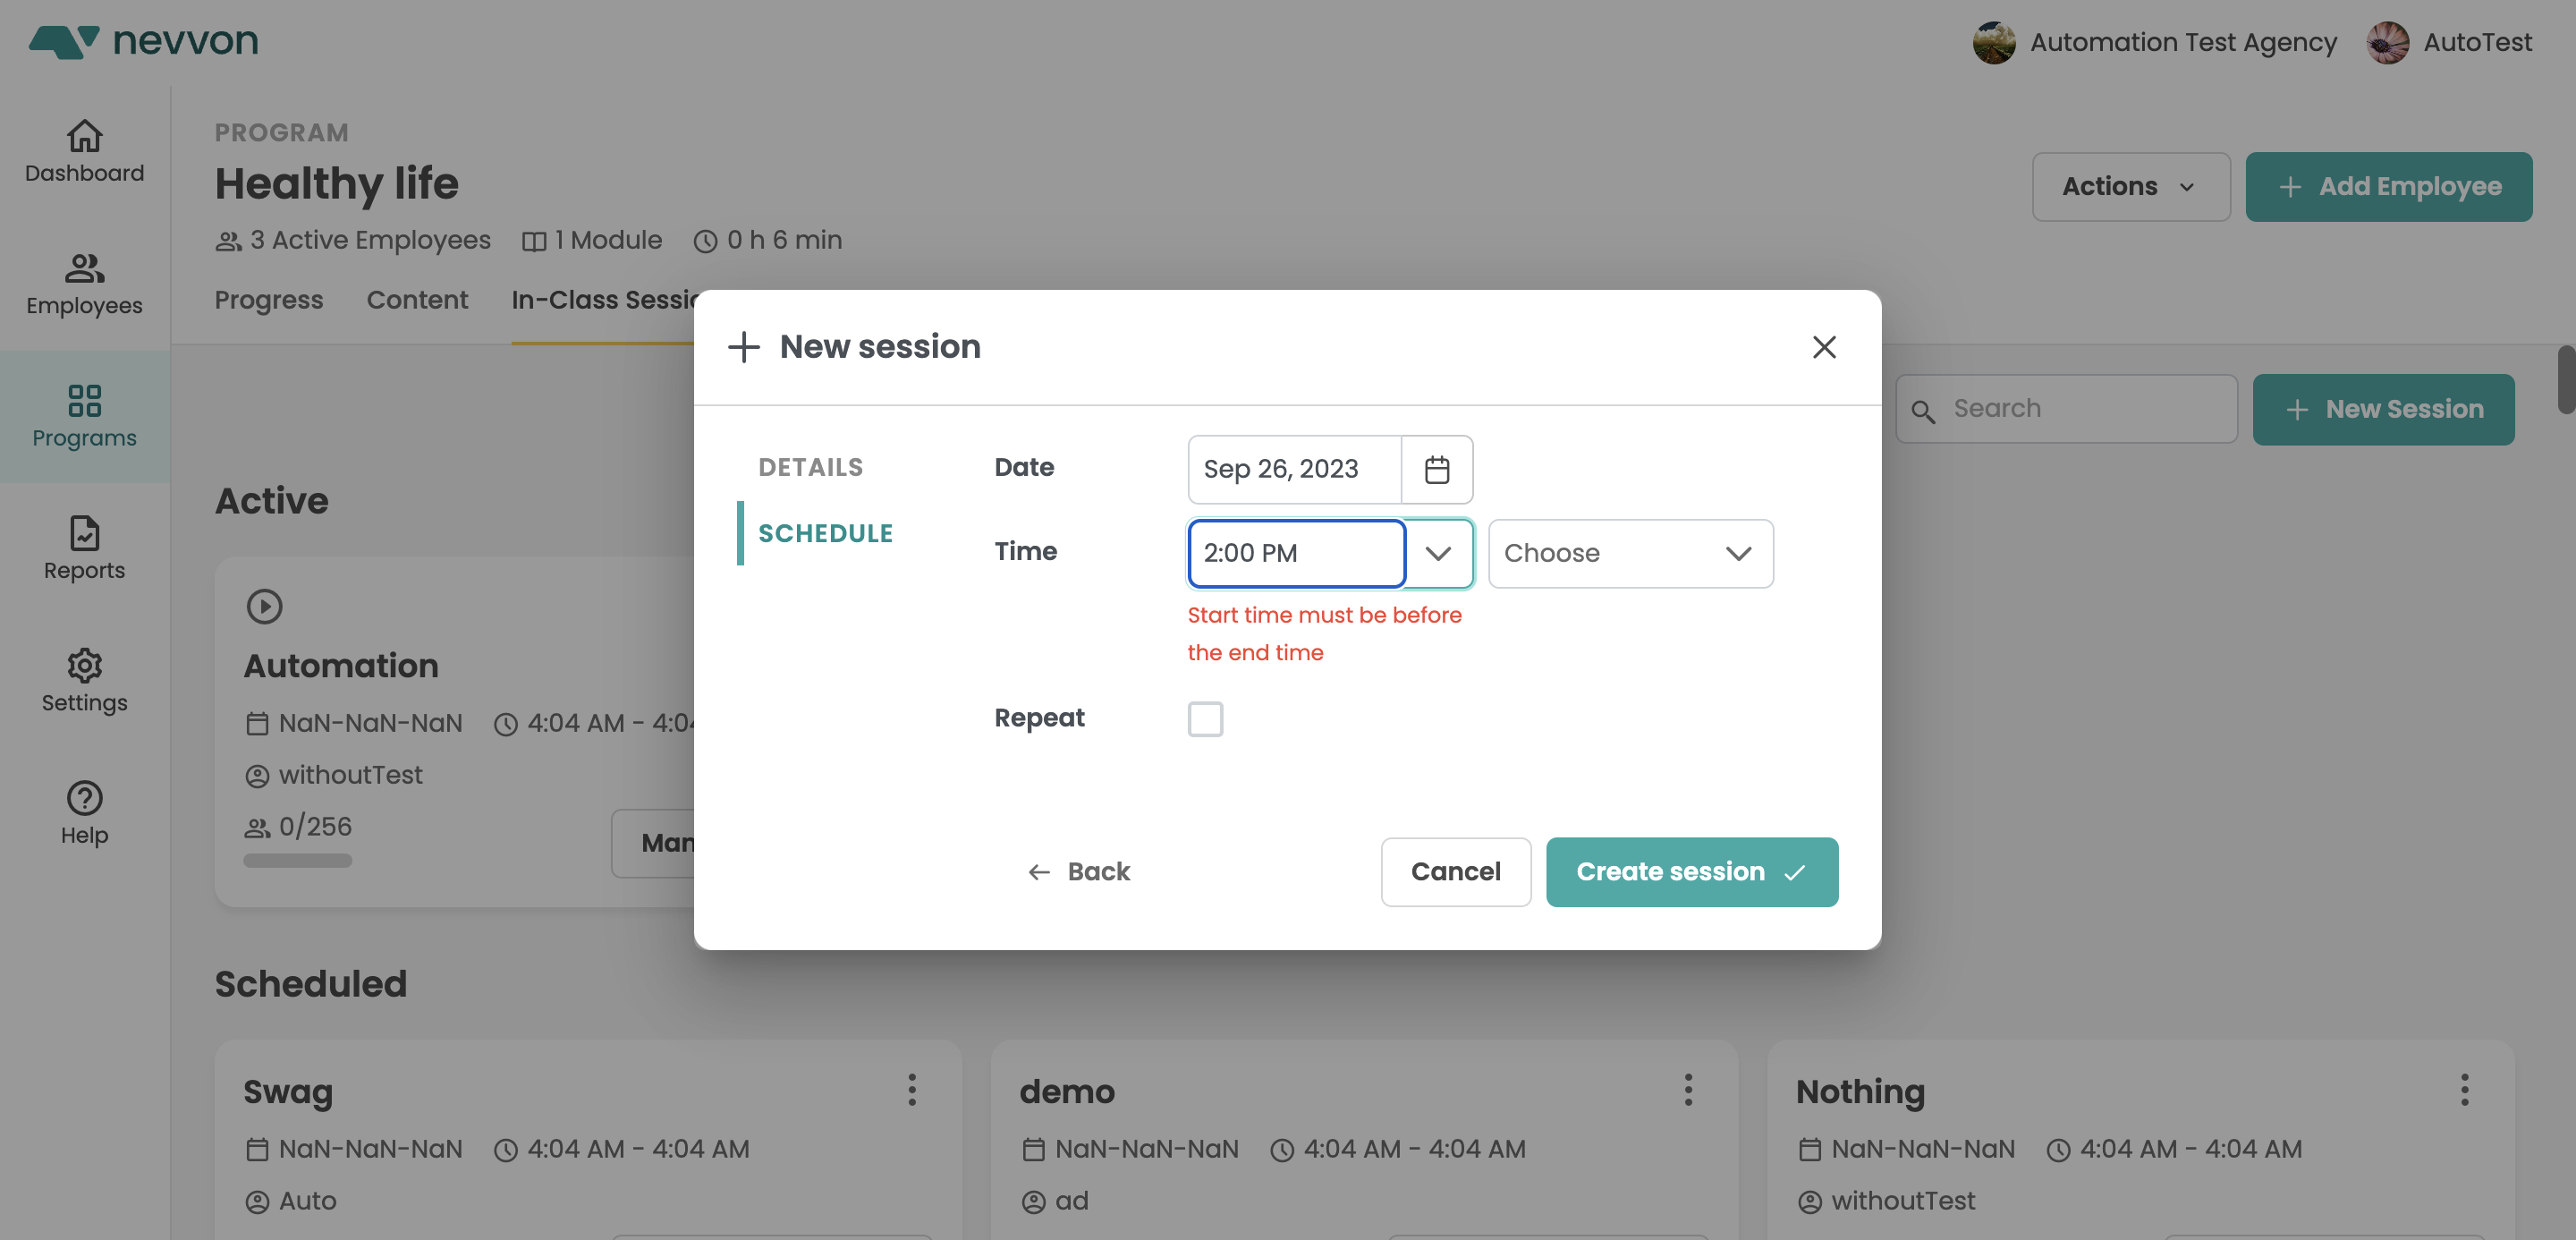 nevvon
Automation Test Agency
AutoTest
Dashboard
Employees
Programs
Reports
Settings
Help
PROGRAM
Healthy life
3 Active Employees 1 Module 0 h 6 min
Actions
+ Add Employee
Progress Content In-Class Sessio
Search
+ New Session
Active
Automation
NaN-NaN-NaN 4:04 AM - 4:04
withoutTest
0/256
Man
+ New session
DETAILS
SCHEDULE
Date Sep 26, 2023
Time 2:00 PM Choose
Start time must be before
the end time
Repeat
Back
Cancel
Create session
Scheduled
Swag
NaN-NaN-NaN 4:04 AM - 4:04 AM
Auto
demo
NaN-NaN-NaN 4:04 AM - 4:04 AM
ad
Nothing
NaN-NaN-NaN 4:04 AM - 4:04 AM
withoutTest